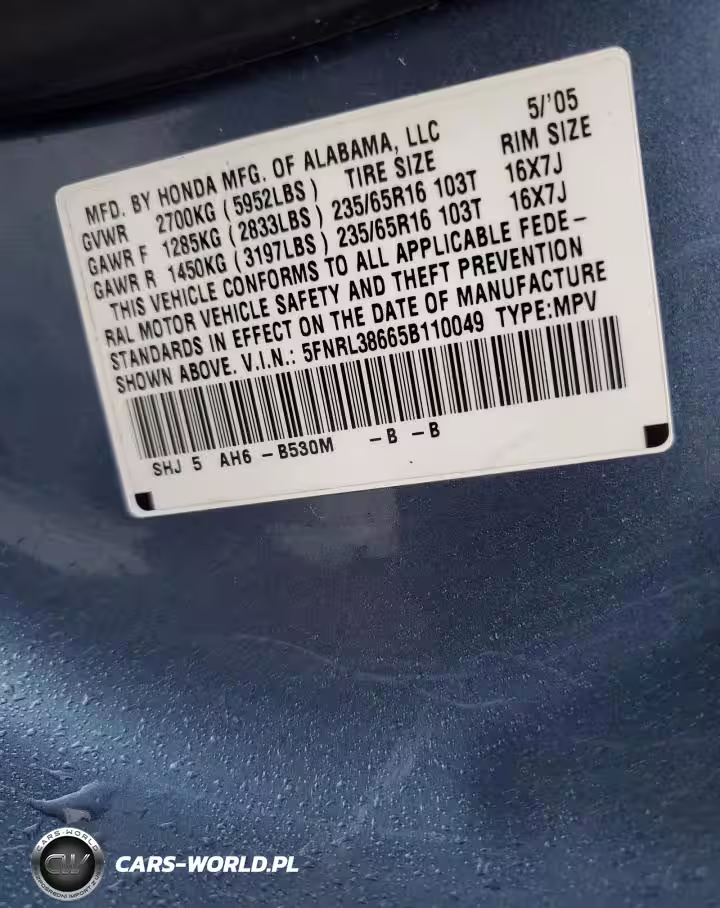 5/'05
MFD. BY HONDA MFG. OF ALABAMA, LLC
GVWR 2700KG (5952LBS) TIRE SIZE RIM SIZE
GAWR F 1285KG (2833LBS) 235/65R16 103T 16X7J
GAWR R 1450KG (3197LBS) 235/65R16 103T 16X7J
THIS VEHICLE CONFORMS TO ALL APPLICABLE FEDE-
RAL MOTOR VEHICLE SAFETY AND THEFT PREVENTION
STANDARDS IN EFFECT ON THE DATE OF MANUFACTURE
SHOWN ABOVE. V.I.N.: 5FNRL38665B110049 TYPE:MPV
SHJ 5 AH6 -B530M -B -B
CARS-WORLD
CW
CARS-WORLD.PL